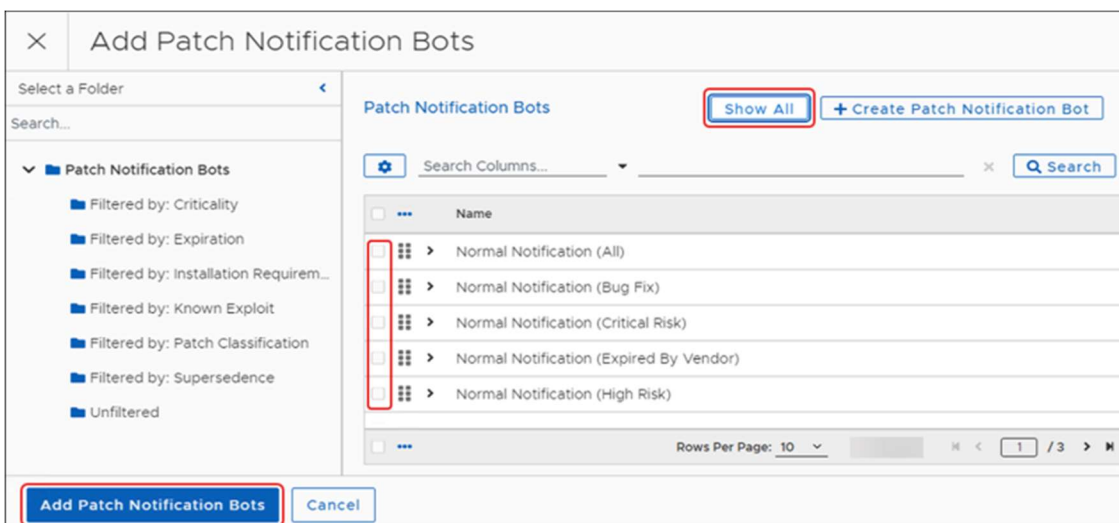 Add Patch Notification Bots
Select a Folder
Search...
Patch Notification Bots
Filtered by: Criticality
Filtered by: Expiration
Filtered by: Installation Requirem...
Filtered by: Known Exploit
Filtered by: Patch Classification
Filtered by: Supersedence
Unfiltered
Patch Notification Bots
Show All
+ Create Patch Notification Bot
Search Columns...
Search
Name
Normal Notification (All)
Normal Notification (Bug Fix)
Normal Notification (Critical Risk)
Normal Notification (Expired By Vendor)
Normal Notification (High Risk)
Rows Per Page: 10
1 / 3
Add Patch Notification Bots
Cancel